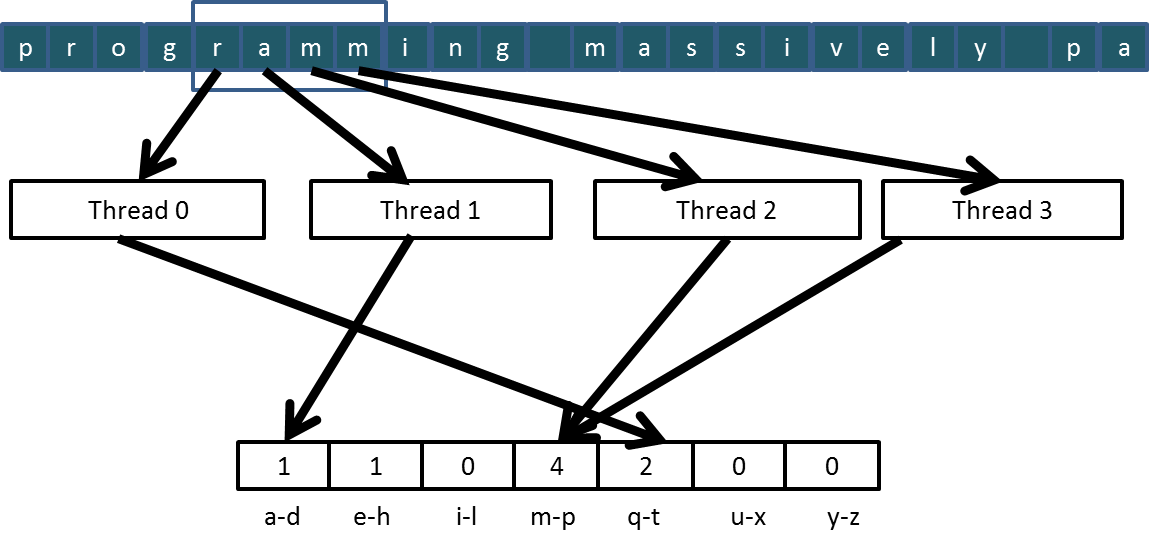 p r o g r a m m i n g m a s s i v e l y p a
Thread 0 Thread 1 Thread 2 Thread 3
1 1 0 4 2 0 0
a-d e-h i-l m-p q-t u-x y-z